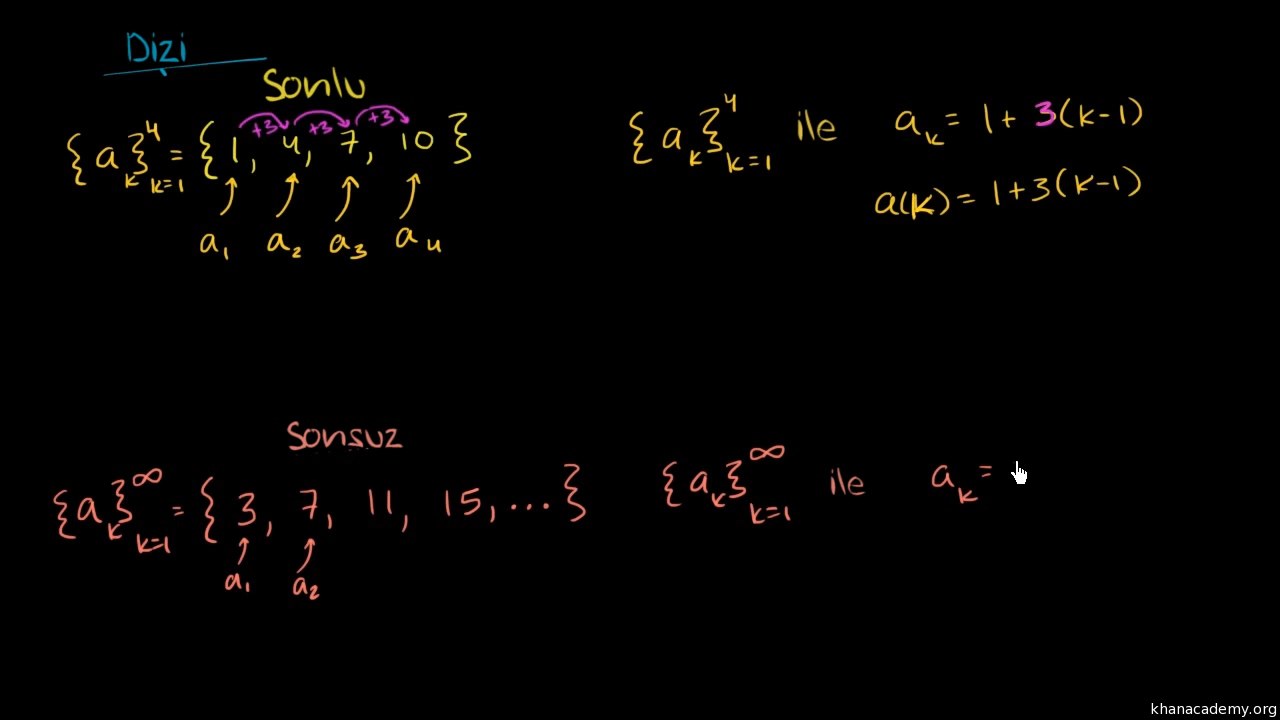 Dizi
Sonlu
{a_k}^4_{k=1} = {1, 4, 7, 10}
+3 +3 +3
a_1 a_2 a_3 a_4
{a_k}^4_{k=1} ile a_k = 1 + 3(k-1)
a(k) = 1 + 3(k-1)
Sonsuz
{a_k}^∞_{k=1} = {3, 7, 11, 15, ...}
a_1 a_2
{a_k}^∞_{k=1} ile a_k =
khanacademy.org